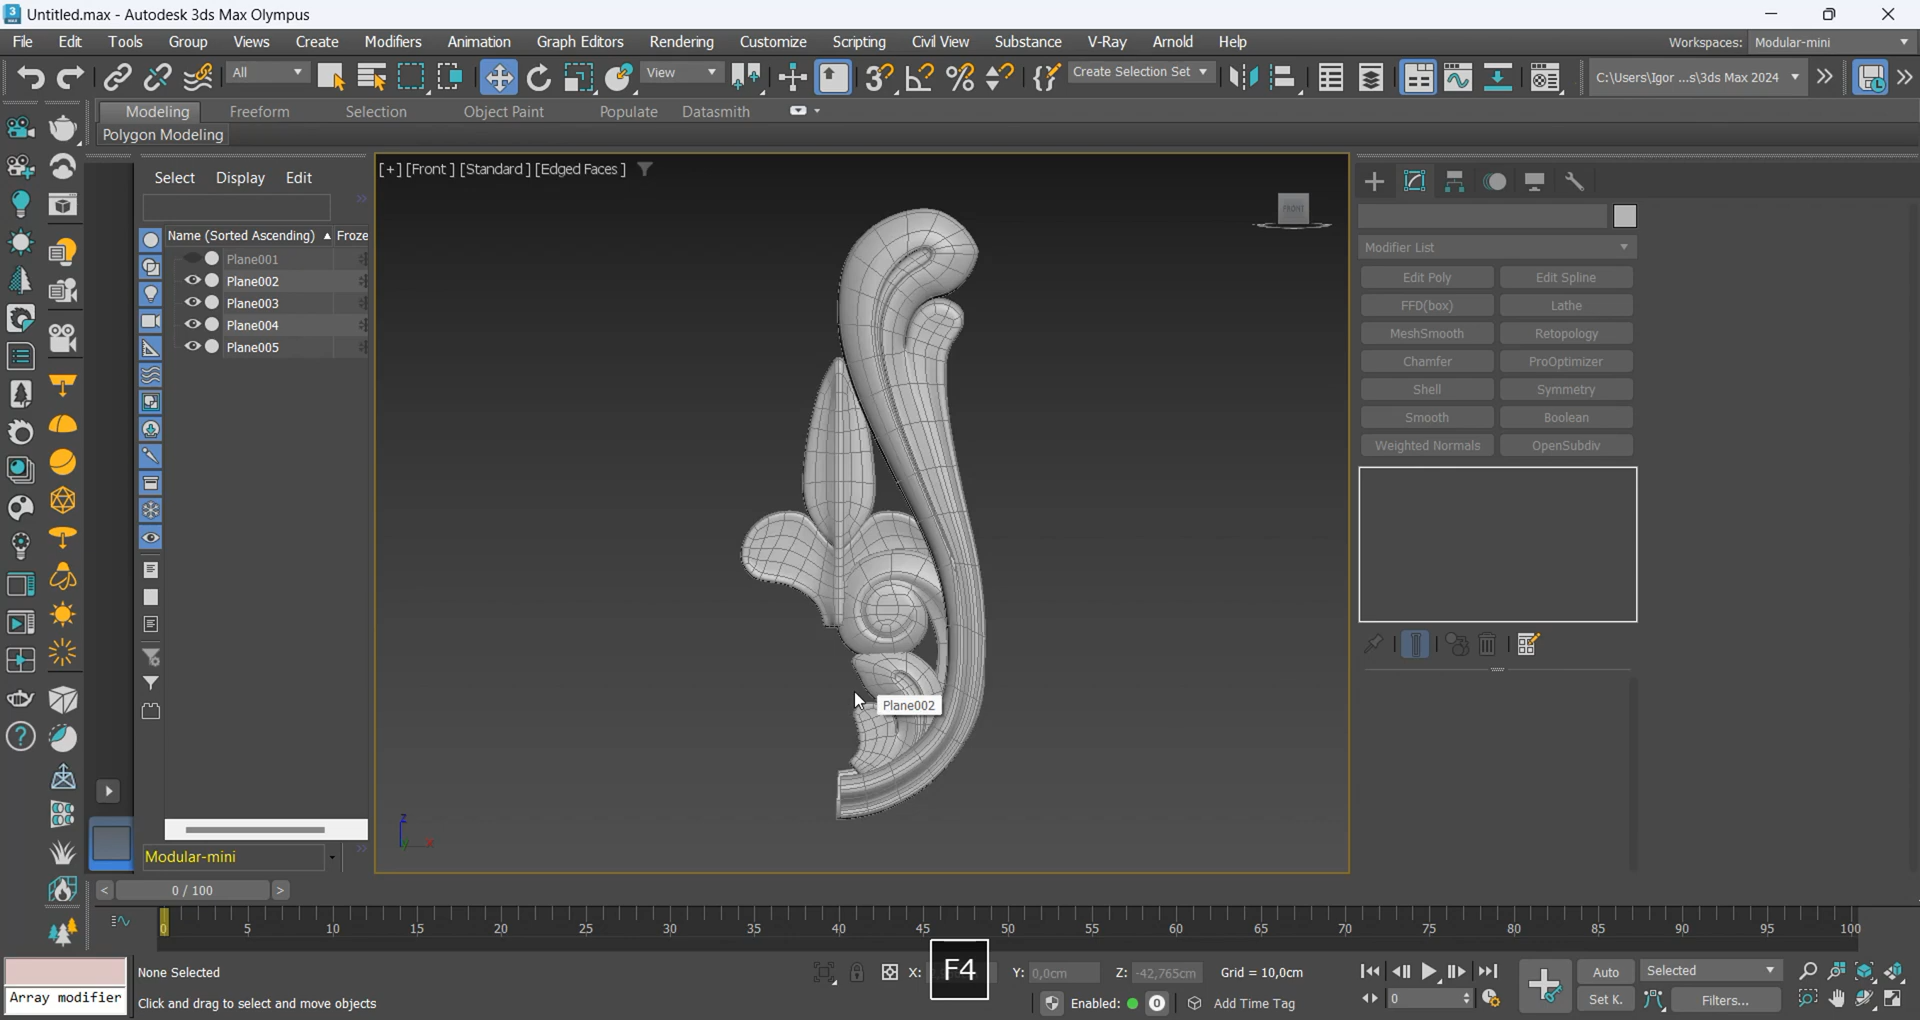 Untitled.max - Autodesk 3ds Max Olympus
File Edit Tools Group Views Create Modifiers Animation Graph Editors Rendering Customize Scripting Civil View Substance V-Ray Arnold Help Workspaces: Modular-mini
All View Create Selection Set C:\Users\Igor ...s\3ds Max 2024
Modeling Freeform Selection Object Paint Populate Datasmith
Polygon Modeling
Select Display Edit
Name (Sorted Ascending) Froze
Plane001
Plane002
Plane003
Plane004
Plane005
Modular-mini
[+] [Front ] [Standard ] [Edged Faces ]
FRONT
Plane002
z
x
Modifier List
Edit Poly Edit Spline
FFD(box) Lathe
MeshSmooth Retopology
Chamfer ProOptimizer
Shell Symmetry
Smooth Boolean
Weighted Normals OpenSubdiv
< 0 / 100 >
0 5 10 15 20 25 30 35 40 45 50 55 60 65 70 75 80 85 90 95 100
Array modifier
None Selected
Click and drag to select and move objects
X: Y: 0,0cm Z: -42,765cm Grid = 10,0cm
F4
Enabled: 0 Add Time Tag
0
Auto Selected
Set K. Filters...